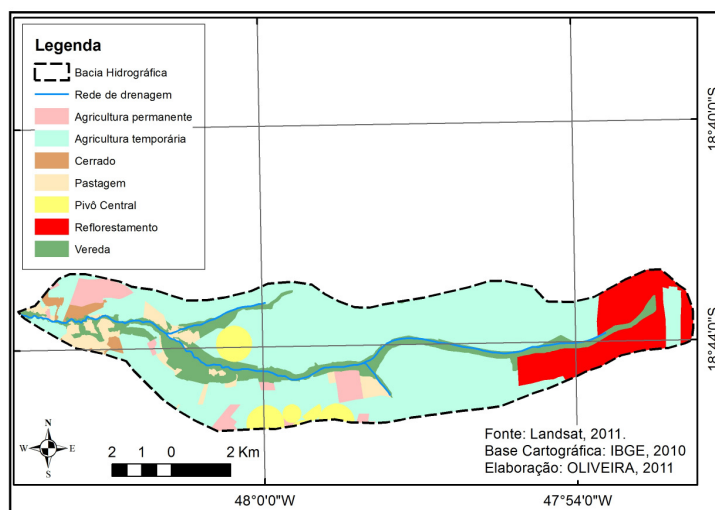 Legenda
Bacia Hidrográfica
Rede de drenagem
Agricultura permanente
Agricultura temporária
Cerrado
Pastagem
Pivô Central
Reflorestamento
Vereda
18°40'0"S
18°44'0"S
N
W E
S
2 1 0 2 Km
Fonte: Landsat, 2011.
Base Cartográfica: IBGE, 2010
Elaboração: OLIVEIRA, 2011
48°0'0"W 47°54'0"W